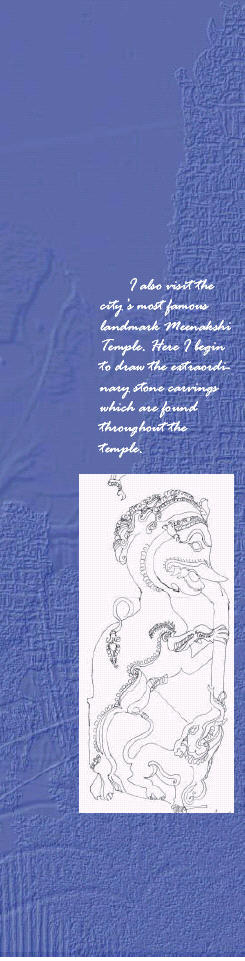 I also visit the
city's most famous
landmark Meenakshi
Temple. Here I begin
to draw the extraordi-
nary stone carvings
which are found
throughout the
temple.